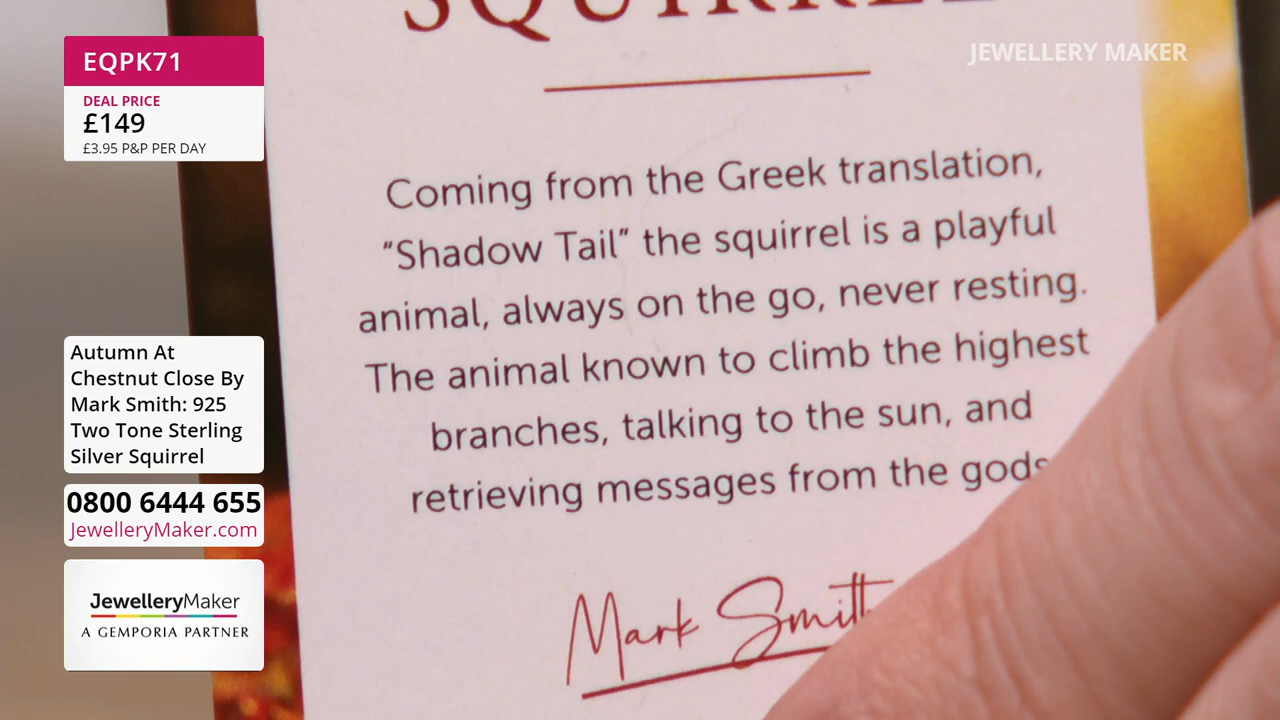 EQPK71
DEAL PRICE
£149
£3.95 P&P PER DAY
Autumn At
Chestnut Close By
Mark Smith: 925
Two Tone Sterling
Silver Squirrel
0800 6444 655
JewelleryMaker.com
JewelleryMaker
A GEMPORIA PARTNER
JEWELLERY MAKER
SQUIRREL
Coming from the Greek translation,
“Shadow Tail” the squirrel is a playful
animal, always on the go, never resting.
The animal known to climb the highest
branches, talking to the sun, and
retrieving messages from the gods
Mark Smith